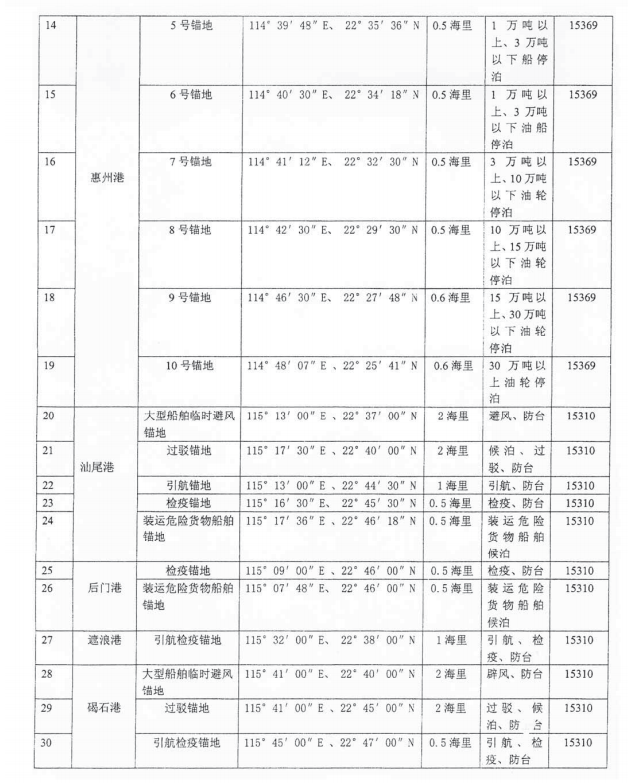 14 5 号锚地 114° 39′ 48″ E、 22° 35′ 36″ N 0.5 海里 1 万吨以 15369
上、3 万吨
以下船停
泊
15 6 号锚地 114° 40′ 30″ E、 22° 34′ 18″ N 0.5 海里 1 万吨以 15369
上、3 万吨
以下油船
停泊
16 7 号锚地 114° 41′ 12″ E、 22° 32′ 30″ N 0.5 海里 3 万吨以 15369
惠州港 上、10 万吨
以下油轮
停泊
17 8 号锚地 114° 42′ 30″ E、 22° 29′ 30″ N 0.5 海里 10 万吨以 15369
上、15 万吨
以下油轮
停泊
18 9 号锚地 114° 46′ 30″ E、 22° 27′ 48″ N 0.6 海里 15 万吨以 15369
上、30 万吨
以下油轮
停泊
19 10 号锚地 114° 48′ 07″ E 、22° 25′ 41″ N 0.6 海里 30 万吨以 15369
上油轮停
泊
20 大型船舶临时避风 115° 13′ 00″ E 、22° 37′ 00″ N 2 海里 避风、防台 15310
锚地
21 过驳锚地 115° 17′ 30″ E 、22° 40′ 00″ N 2 海里 候泊、过 15310
汕尾港 驳、防台
22 引航锚地 115° 13′ 00″ E 、22° 44′ 30″ N 1 海里 引航、防台 15310
23 检疫锚地 115° 16′ 30″ E、 22° 45′ 30″ N 0.5 海里 检疫、防台 15310
24 装运危险货物船舶 115° 17′ 36″ E 、22° 46′ 18″ N 0.5 海里 装运危险 15310
锚地 货物船舶
候泊
25 检疫锚地 115° 09′ 00″ E 、22° 46′ 00″ N 0.5 海里 检疫、防台 15310
26 后门港 装运危险货物船舶 115° 07′ 48″ E、 22° 46′ 00″ N 0.5 海里 装运危险 15310
锚地 货物船舶
候泊
27 遮浪港 引航检疫锚地 115° 32′ 00″ E、 22° 38′ 00″ N 1 海里 引航、检 15310
疫、防台
28 大型船舶临时避风 115° 41′ 00″ E 、22° 40′ 00″ N 2 海里 辟风、防台 15310
锚地
29 碣石港 过驳锚地 115° 41′ 00″ E 、22° 45′ 00″ N 2 海里 过驳、候 15310
泊、防台
30 引航检疫锚地 115° 45′ 00″ E 、22° 47′ 00″ N 0.5 海里 引航、检 15310
疫、防台